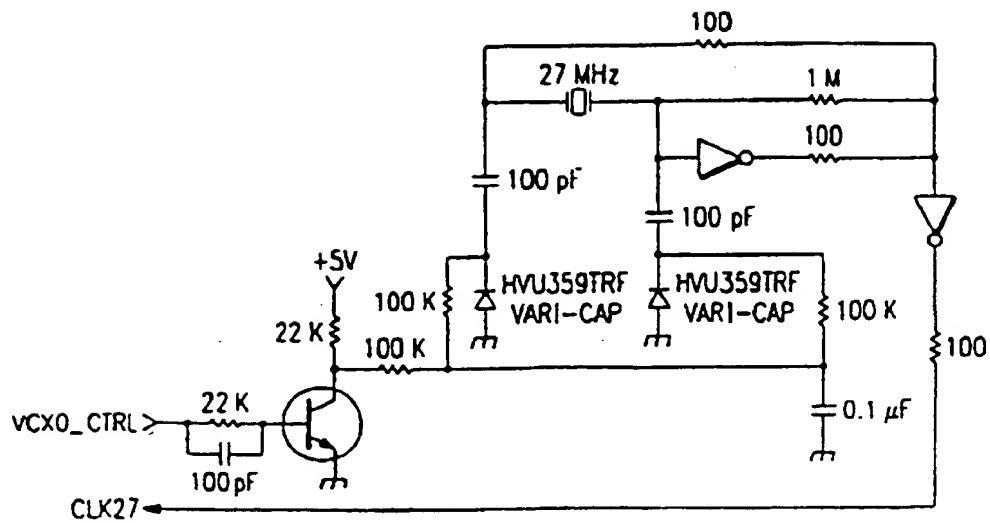 100
27 MHz
1 M
100
100 pF
100 pF
+5V
HVU359TRF
VARI-CAP
HVU359TRF
VARI-CAP
100 K
100 K
22 K
100 K
100
22 K
0.1 µF
VCXO_CTRL
100 pF
CLK27